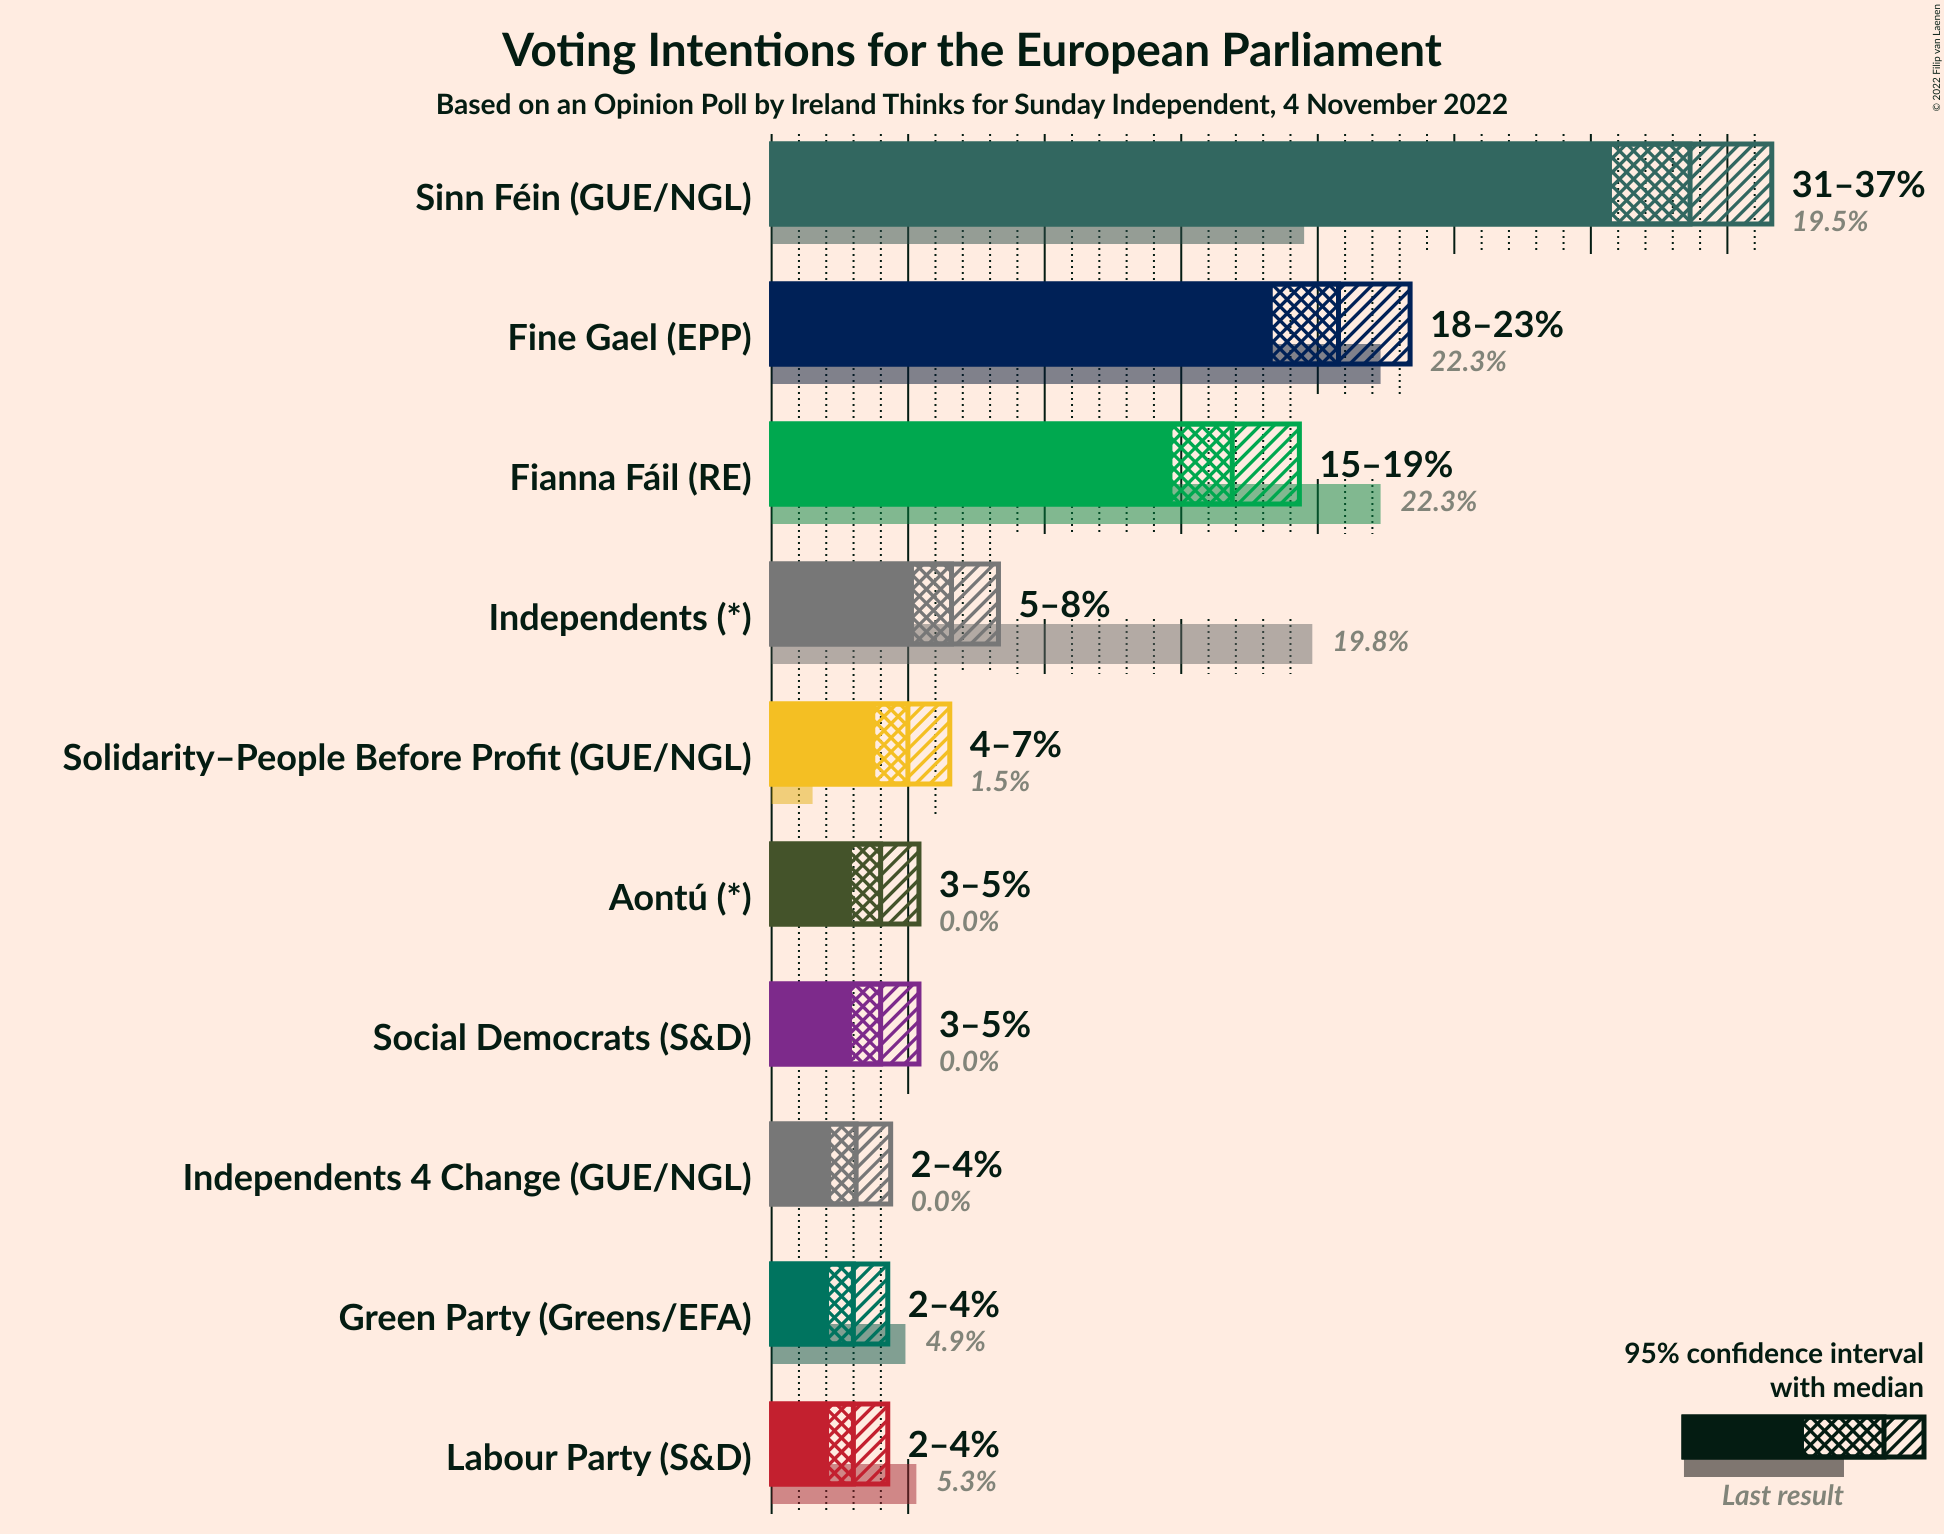 Voting Intentions for the European Parliament
Based on an Opinion Poll by Ireland Thinks for Sunday Independent, 4 November 2022
© 2022 Filip van Laenen
Sinn Féin (GUE/NGL)
31–37%
19.5%
Fine Gael (EPP)
18–23%
22.3%
Fianna Fáil (RE)
15–19%
22.3%
Independents (*)
5–8%
19.8%
Solidarity–People Before Profit (GUE/NGL)
4–7%
1.5%
Aontú (*)
3–5%
0.0%
Social Democrats (S&D)
3–5%
0.0%
Independents 4 Change (GUE/NGL)
2–4%
0.0%
Green Party (Greens/EFA)
2–4%
4.9%
Labour Party (S&D)
2–4%
5.3%
95% confidence interval
with median
Last result